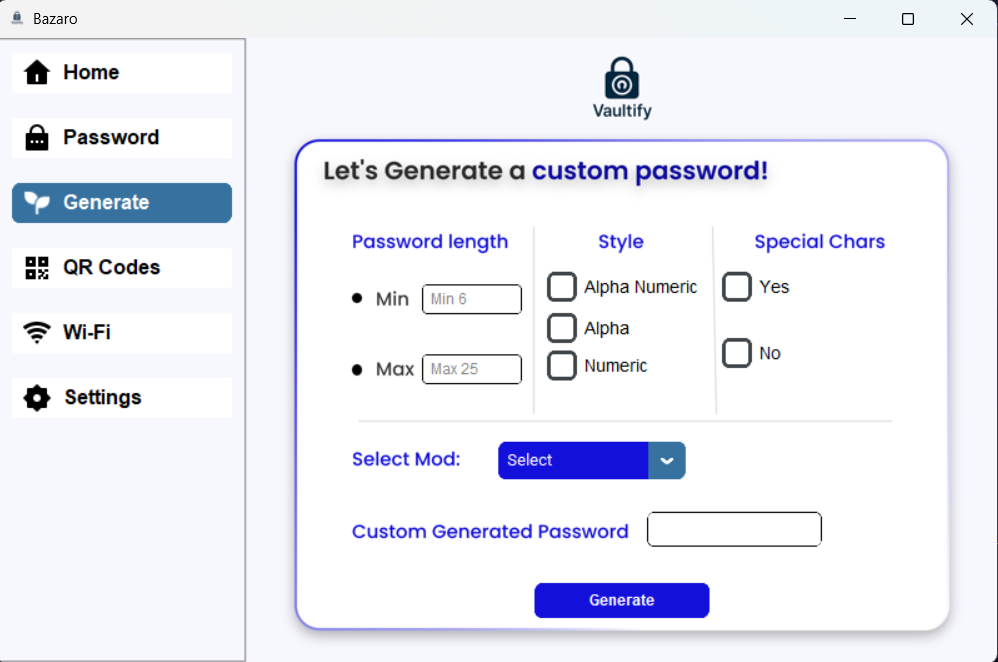 Bazaro
Home
Password
Generate
QR Codes
Wi-Fi
Settings
Vaultify
Let's Generate a custom password!
Password length
Min
Min 6
Max
Max 25
Style
Alpha Numeric
Alpha
Numeric
Special Chars
Yes
No
Select Mod:
Select
Custom Generated Password
Generate